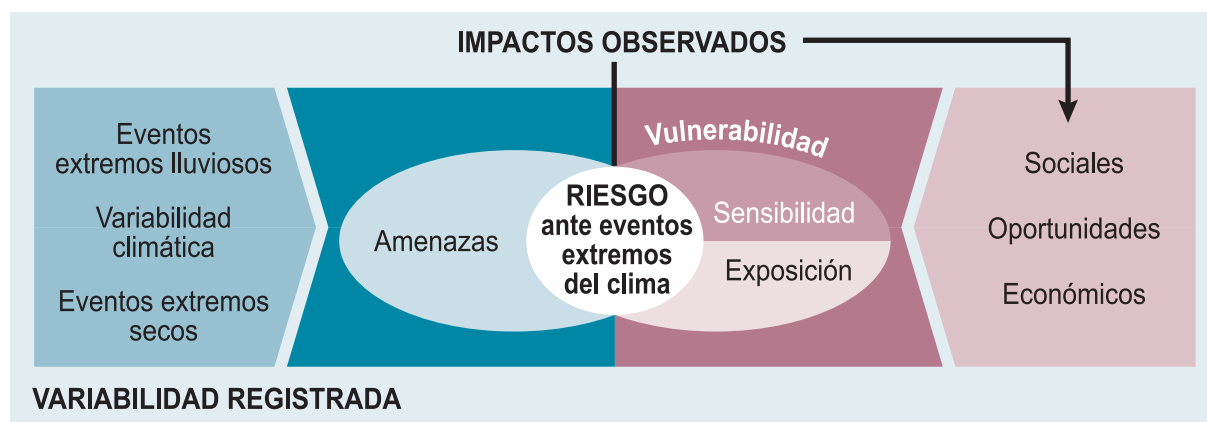 IMPACTOS OBSERVADOS
Eventos
extremos lluviosos
Variabilidad
climática
Eventos extremos
secos
Amenazas
RIESGO
ante eventos
extremos
del clima
Vulnerabilidad
Sensibilidad
Exposición
Sociales
Oportunidades
Económicos
VARIABILIDAD REGISTRADA